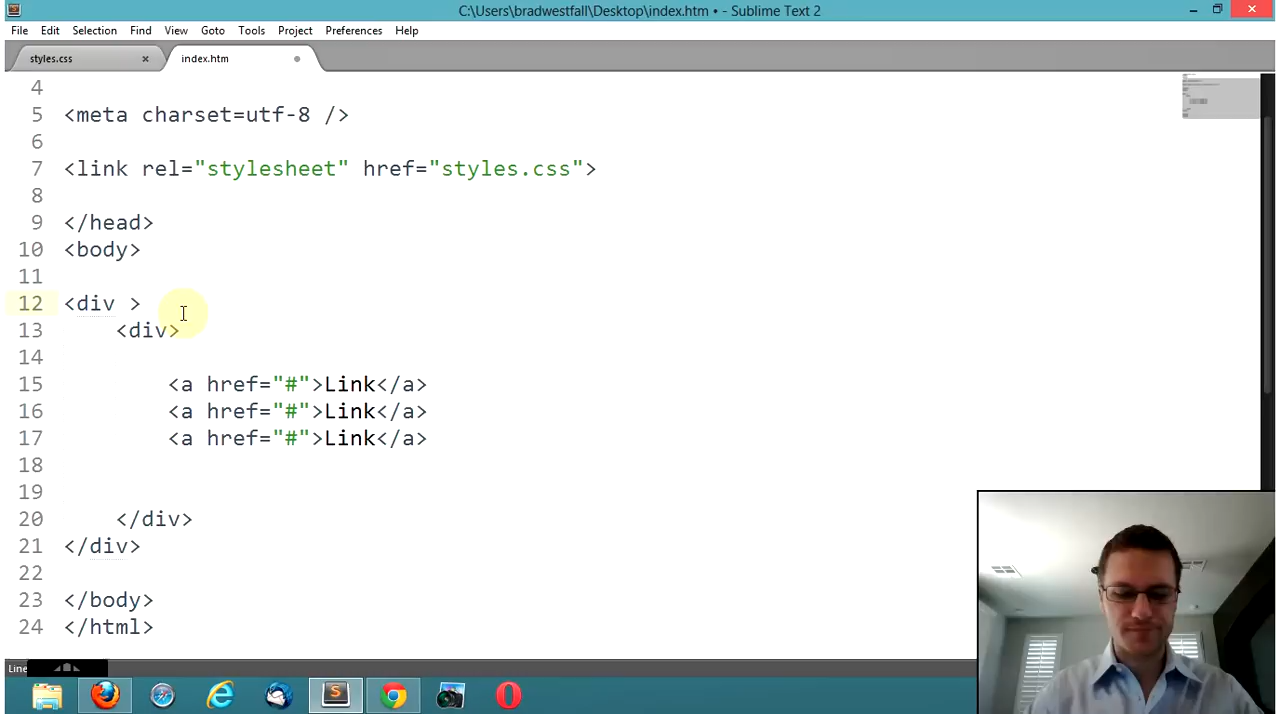 C:\Users\bradwestfall\Desktop\index.htm • - Sublime Text 2
File Edit Selection Find View Goto Tools Project Preferences Help
styles.css × index.htm
4
5 <meta charset=utf-8 />
6
7 <link rel="stylesheet" href="styles.css">
8
9 </head>
10 <body>
11
12 <div >
13 <div>
14
15 <a href="#">Link</a>
16 <a href="#">Link</a>
17 <a href="#">Link</a>
18
19
20 </div>
21 </div>
22
23 </body>
24 </html>
Line